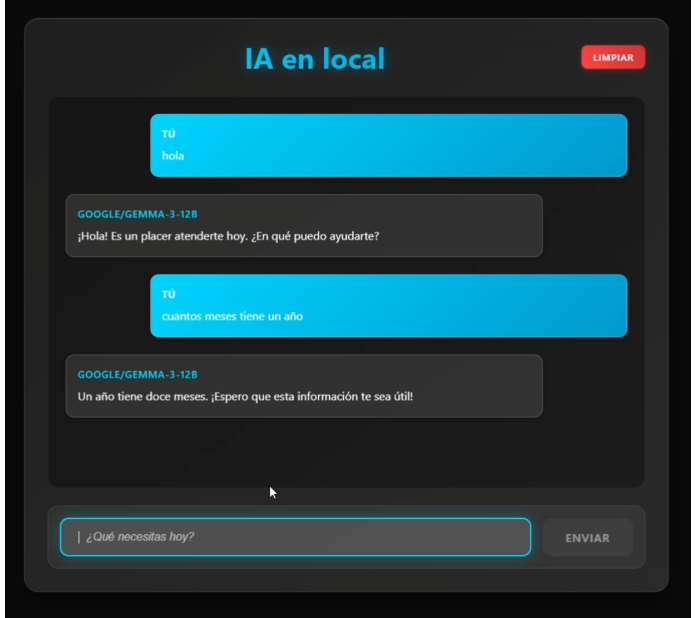 IA en local
LIMPIAR
TÚ
hola
GOOGLE/GEMMA-3-12B
¡Hola! Es un placer atenderte hoy. ¿En qué puedo ayudarte?
TÚ
cuantos meses tiene un año
GOOGLE/GEMMA-3-12B
Un año tiene doce meses. ¡Espero que esta información te sea útil!
¿Qué necesitas hoy?
ENVIAR